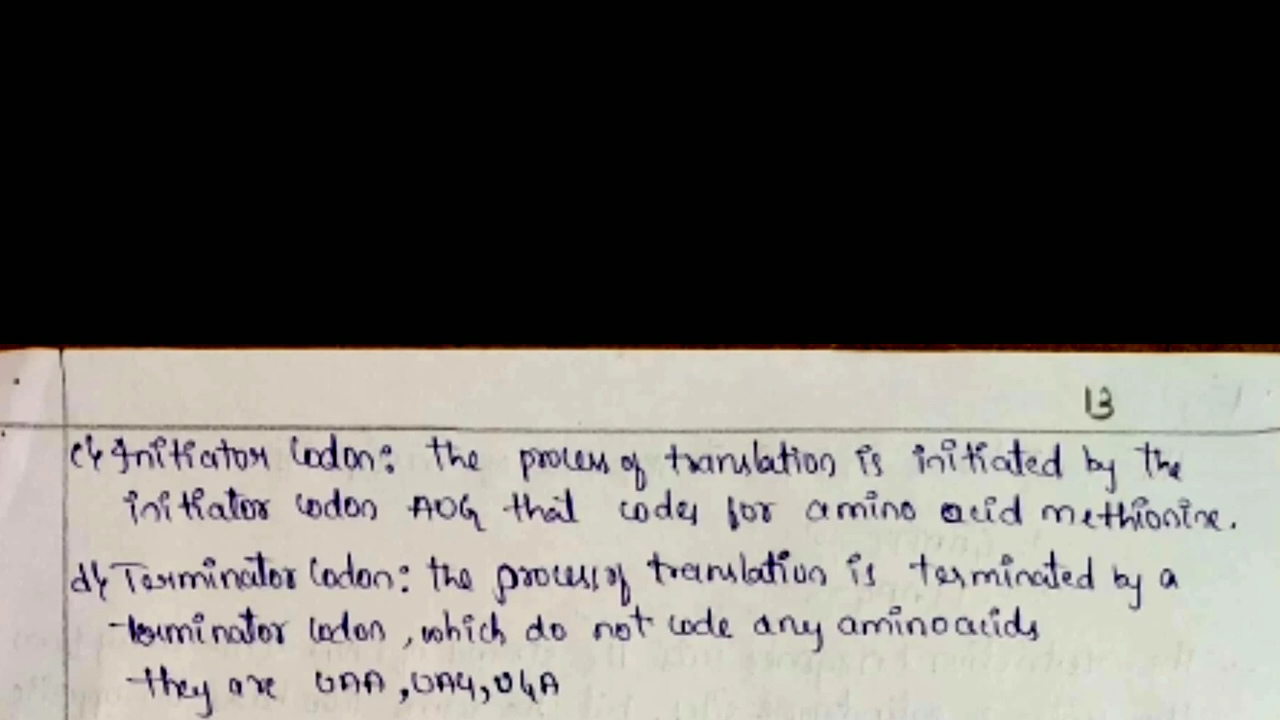 13
c) Initiator Codon: the process of translation is initiated by the
initiator codon AUG that codes for amino acid methionine.
d) Terminator Codon: the process of translation is terminated by a
terminator codon, which do not code any aminoacids
they are UAA, UAG, UGA